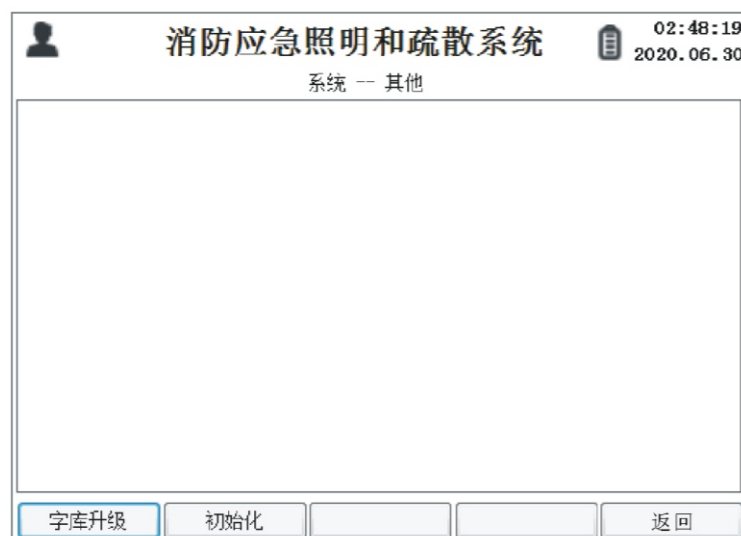 消防应急照明和疏散系统
02:48:19
2020.06.30
系统 -- 其他
字库升级 初始化 返回